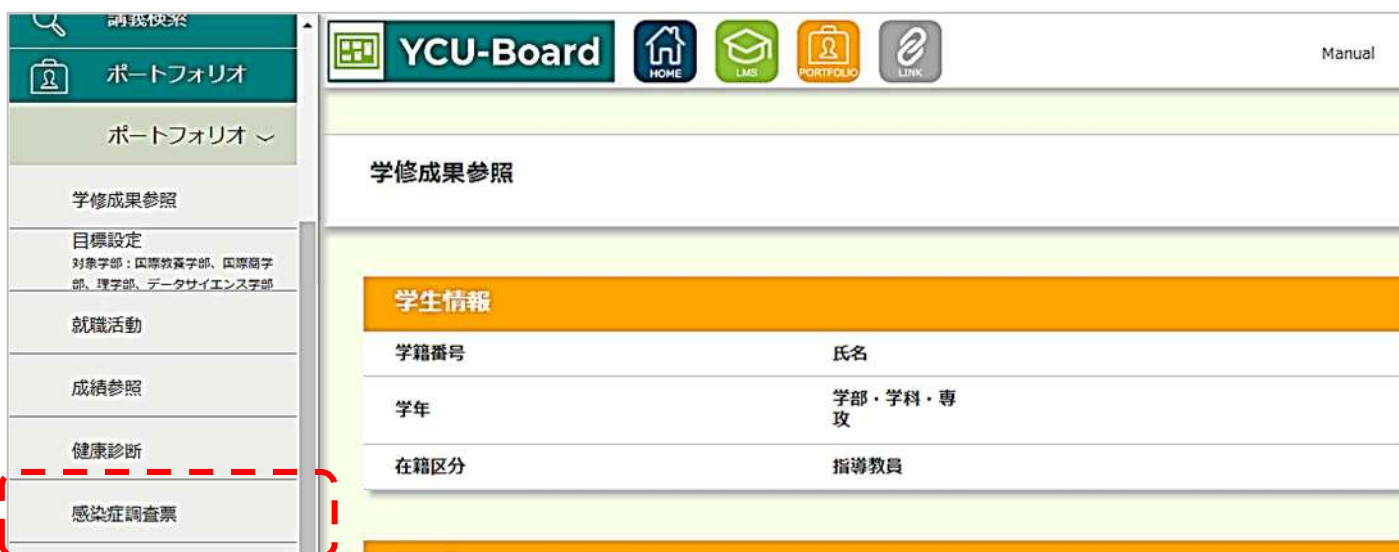 講義検索
ポートフォリオ
ポートフォリオ
学修成果参照
目標設定
対象学部：国際教養学部、国際商学
部、理学部、データサイエンス学部
就職活動
成績参照
健康診断
感染症調査票
YCU-Board
HOME
LMS
PORTFOLIO
LINK
Manual
学修成果参照
学生情報
学籍番号
氏名
学年
学部・学科・専
攻
在籍区分
指導教員